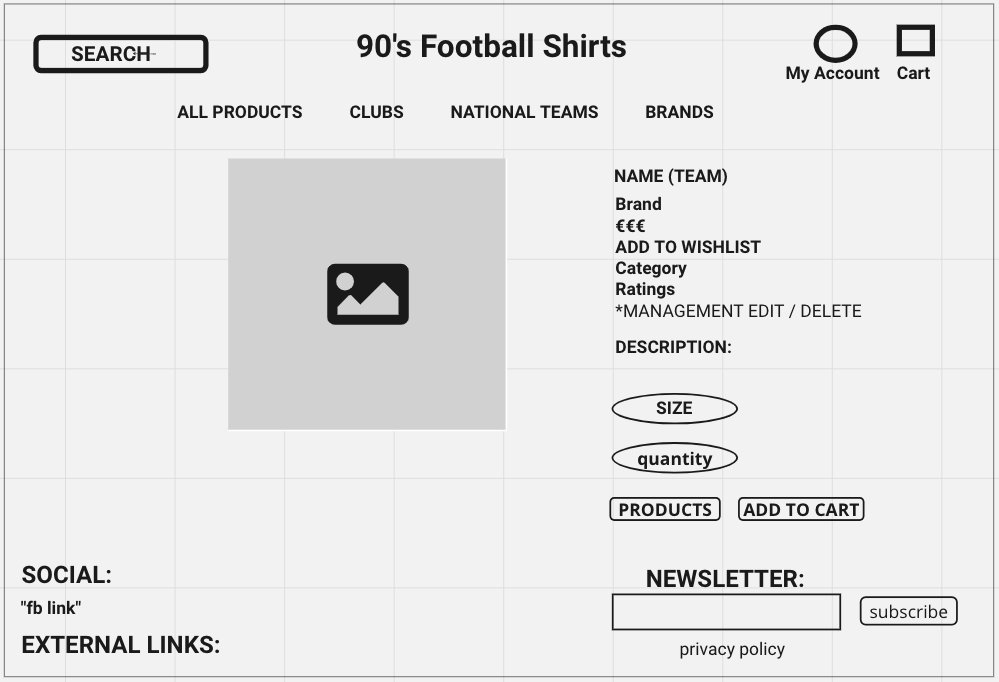 SEARCH
90's Football Shirts
My Account
Cart
ALL PRODUCTS CLUBS NATIONAL TEAMS BRANDS
NAME (TEAM)
Brand
€€€
ADD TO WISHLIST
Category
Ratings
*MANAGEMENT EDIT / DELETE
DESCRIPTION:
SIZE
quantity
PRODUCTS
ADD TO CART
SOCIAL:
"fb link"
EXTERNAL LINKS:
NEWSLETTER:
subscribe
privacy policy